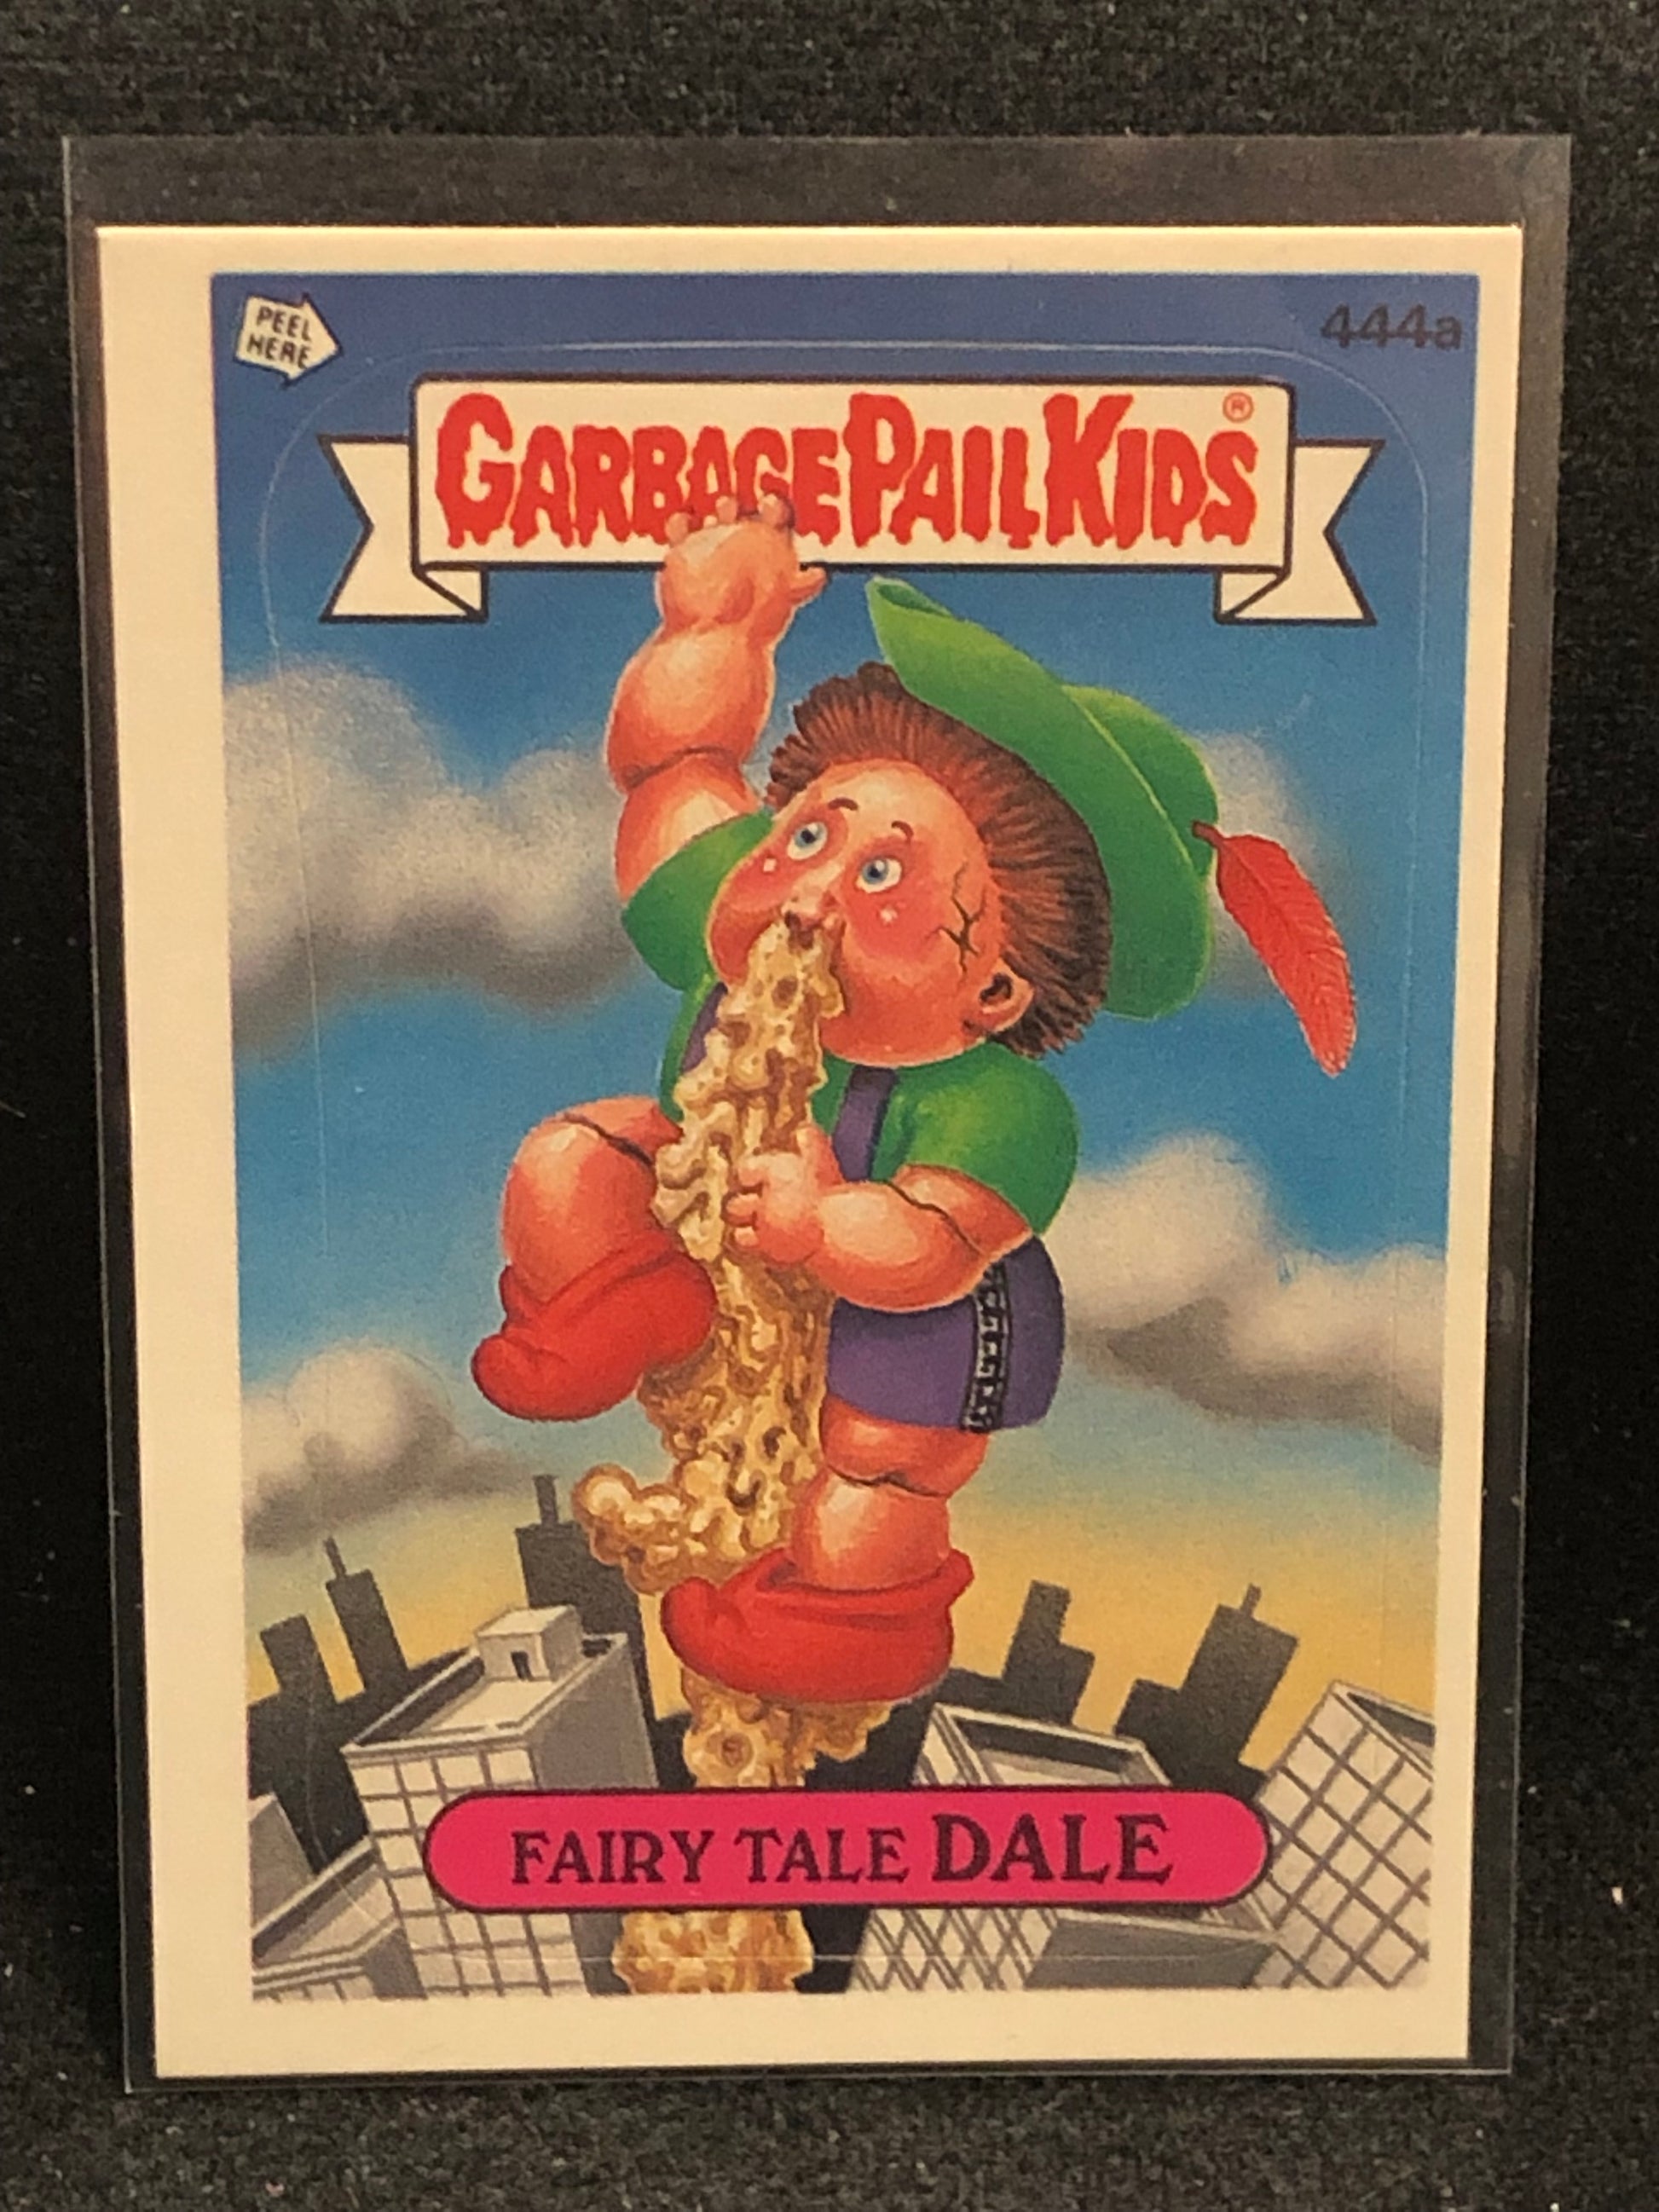 PEEL
HERE
444a
GARBAGE PAIL KIDS®
FAIRY TALE DALE